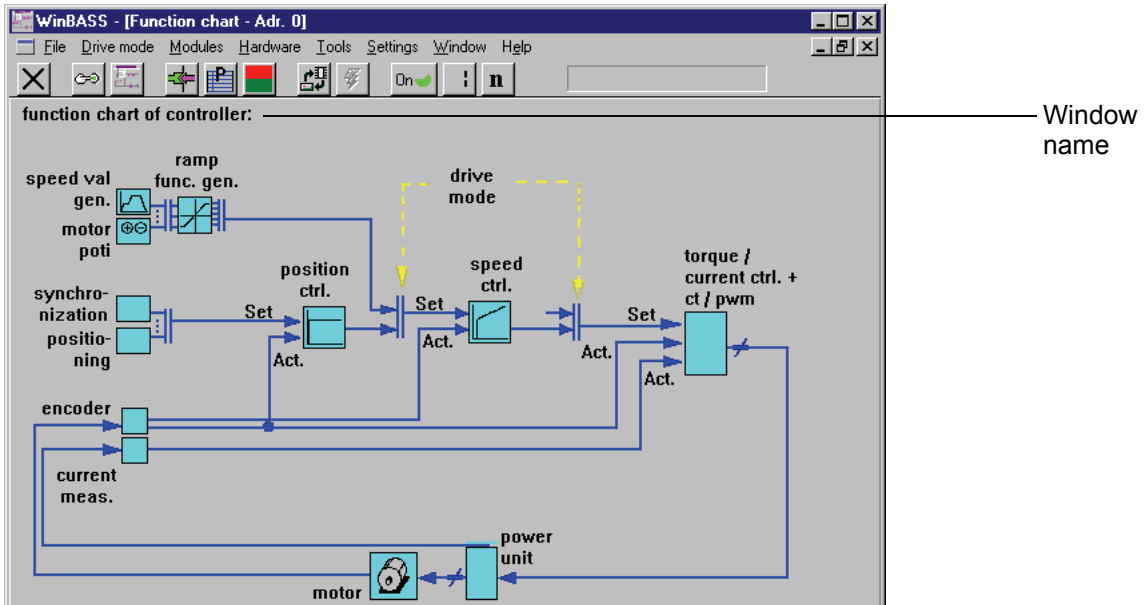 WinBASS - [Function chart - Adr. 0]
File Drive mode Modules Hardware Tools Settings Window Help
P On n
function chart of controller:
Window
name
speed val
gen.
motor
poti
ramp
func. gen.
drive
mode
synchro-
nization
positio-
ning
position
ctrl.
Set
Act.
speed
ctrl.
Set
Act.
torque /
current ctrl. +
ct / pwm
Set
Act.
Act.
encoder
current
meas.
power
unit
motor